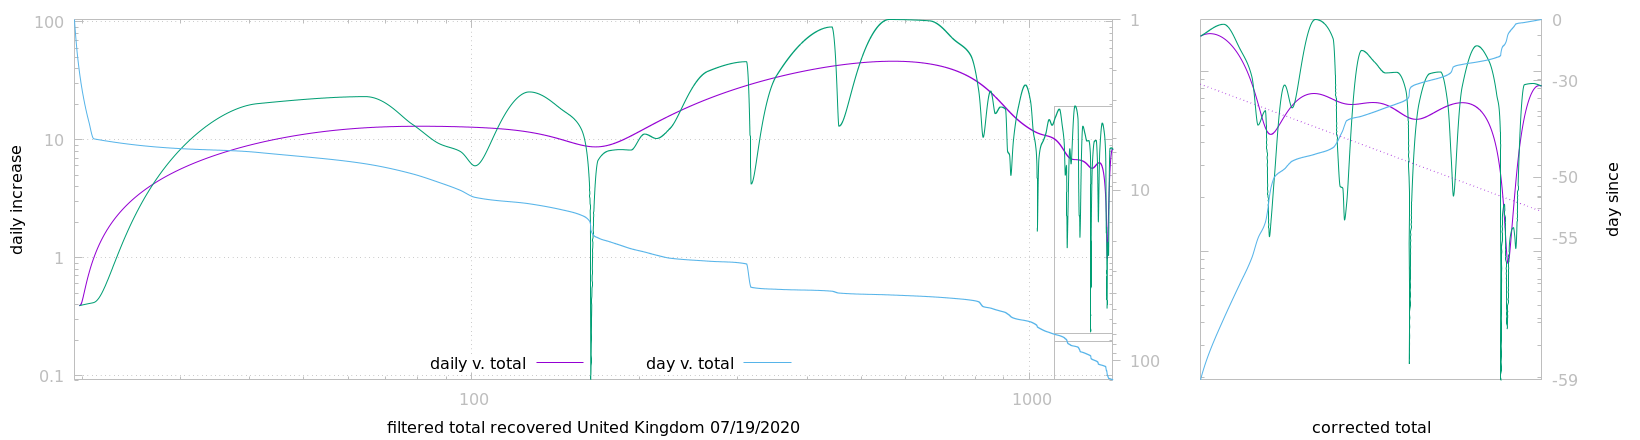 100
10
1
0.1
daily increase
daily v. total
day v. total
100
1000
1
10
100
filtered total recovered United Kingdom 07/19/2020
0
-30
-50
-55
-59
day since
corrected total